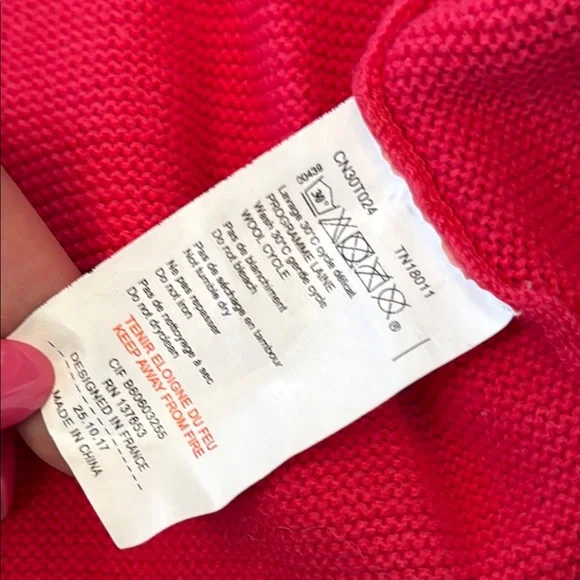 CN30T024
TN18011
50439
30°
®
Lavage 30°C cycle délicat
PROGRAMME LAINE
Wash 30°C gentle cycle
WOOL CYCLE
Pas de blanchiment
Do not bleach
Pas de séchage en tambour
Not tumble dry
Ne pas repasser
Do not iron
Pas de nettoyage à sec
Do not dryclean
TENIR ELOIGNE DU FEU
KEEP AWAY FROM FIRE
CIF B60603255
RN 137653
DESIGNED IN FRANCE
25.10.17
MADE IN CHINA